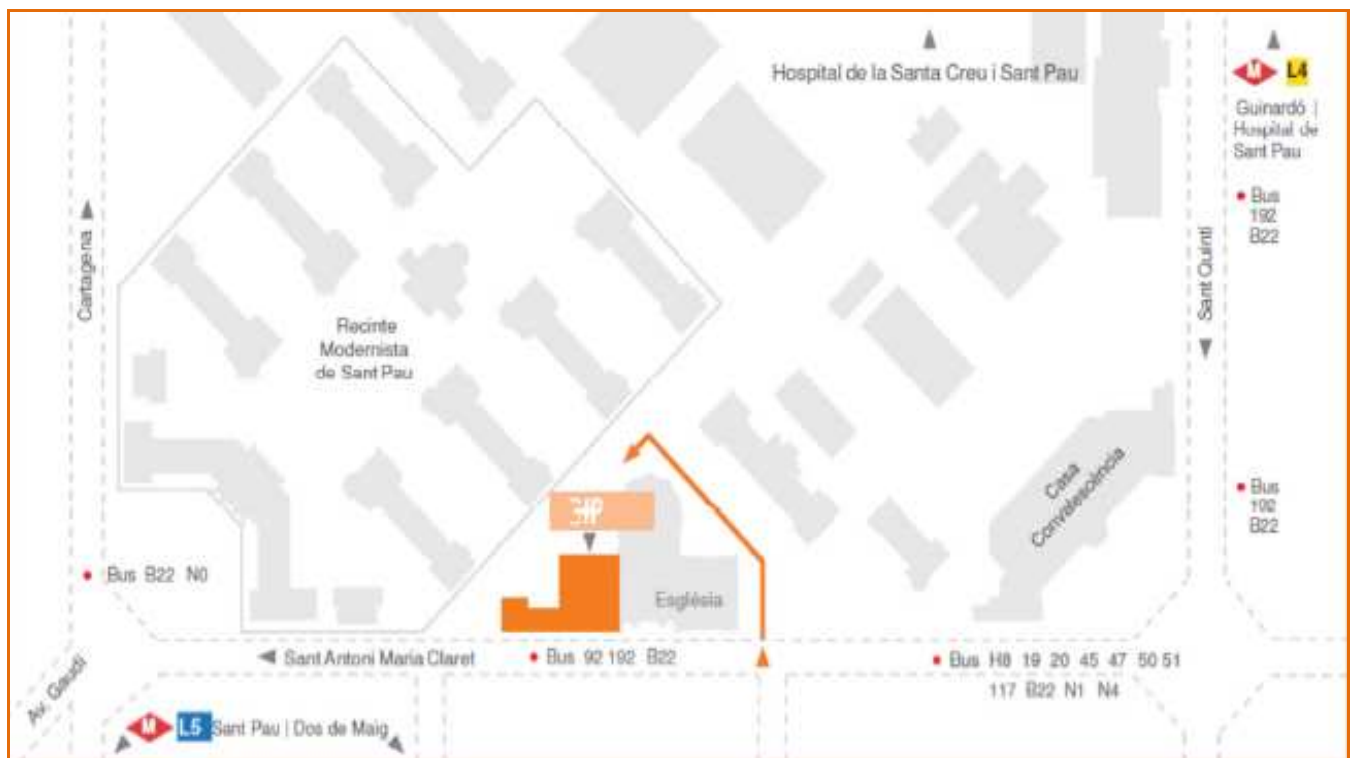 Hospital de la Santa Creu i Sant Pau
M L4
Guinardó |
Hospital de
Sant Pau
Bus
192
B22
Cartagena
Sant Quintí
Recinte
Modernista
de Sant Pau
Casa
Convalescència
Bus
192
B22
Bus B22 N0
Església
Sant Antoni Maria Claret
Bus 92 192 B22
Bus H8 19 20 45 47 50 51
117 B22 N1 N4
Av. Gaudí
M L5 Sant Pau | Dos de Maig